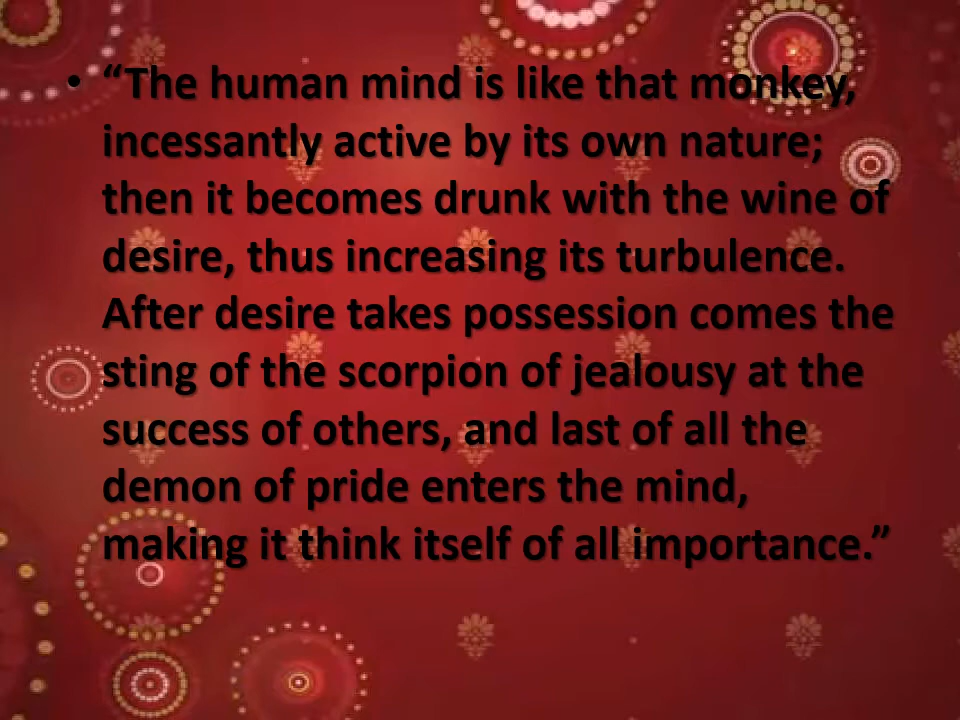 • “The human mind is like that monkey,
incessantly active by its own nature;
then it becomes drunk with the wine of
desire, thus increasing its turbulence.
After desire takes possession comes the
sting of the scorpion of jealousy at the
success of others, and last of all the
demon of pride enters the mind,
making it think itself of all importance.”